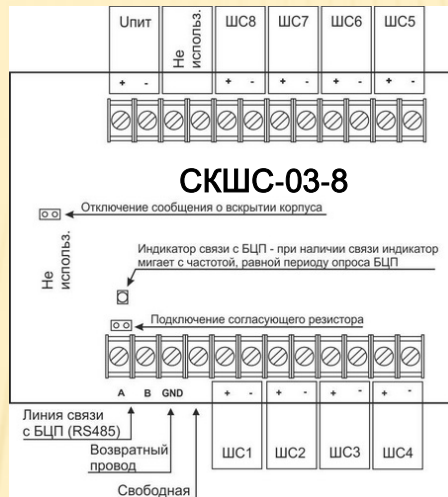 Uпит
Не использ.
ШС8
ШС7
ШС6
ШС5
+ - + - + - + - + -
СКШС-03-8
Отключение сообщения о вскрытии корпуса
Не использ.
Индикатор связи с БЦП - при наличии связи индикатор
мигает с частотой, равной периоду опроса БЦП
Подключение согласующего резистора
A B GND + - + - + - + -
Линия связи
с БЦП (RS485)
Возвратный
провод
Свободная
ШС1
ШС2
ШС3
ШС4